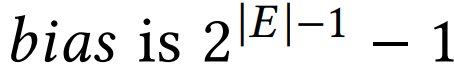 bias is 2^{|E|−1} − 1